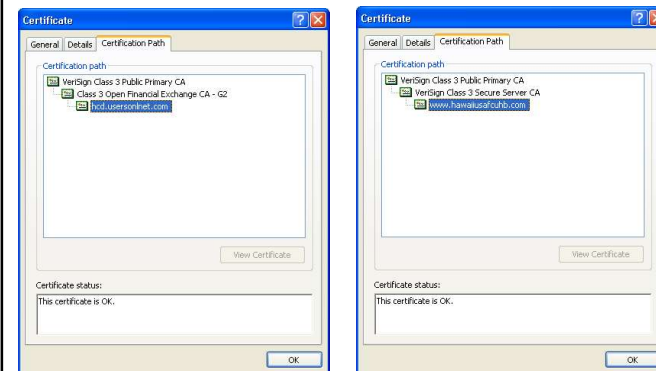 Certificate
General Details Certification Path
Certification path
VeriSign Class 3 Public Primary CA
Class 3 Open Financial Exchange CA - G2
hcd.usersonlnet.com
View Certificate
Certificate status:
This certificate is OK.
OK
Certificate
General Details Certification Path
Certification path
VeriSign Class 3 Public Primary CA
VeriSign Class 3 Secure Server CA
www.hawaiiusafcuhb.com
View Certificate
Certificate status:
This certificate is OK.
OK